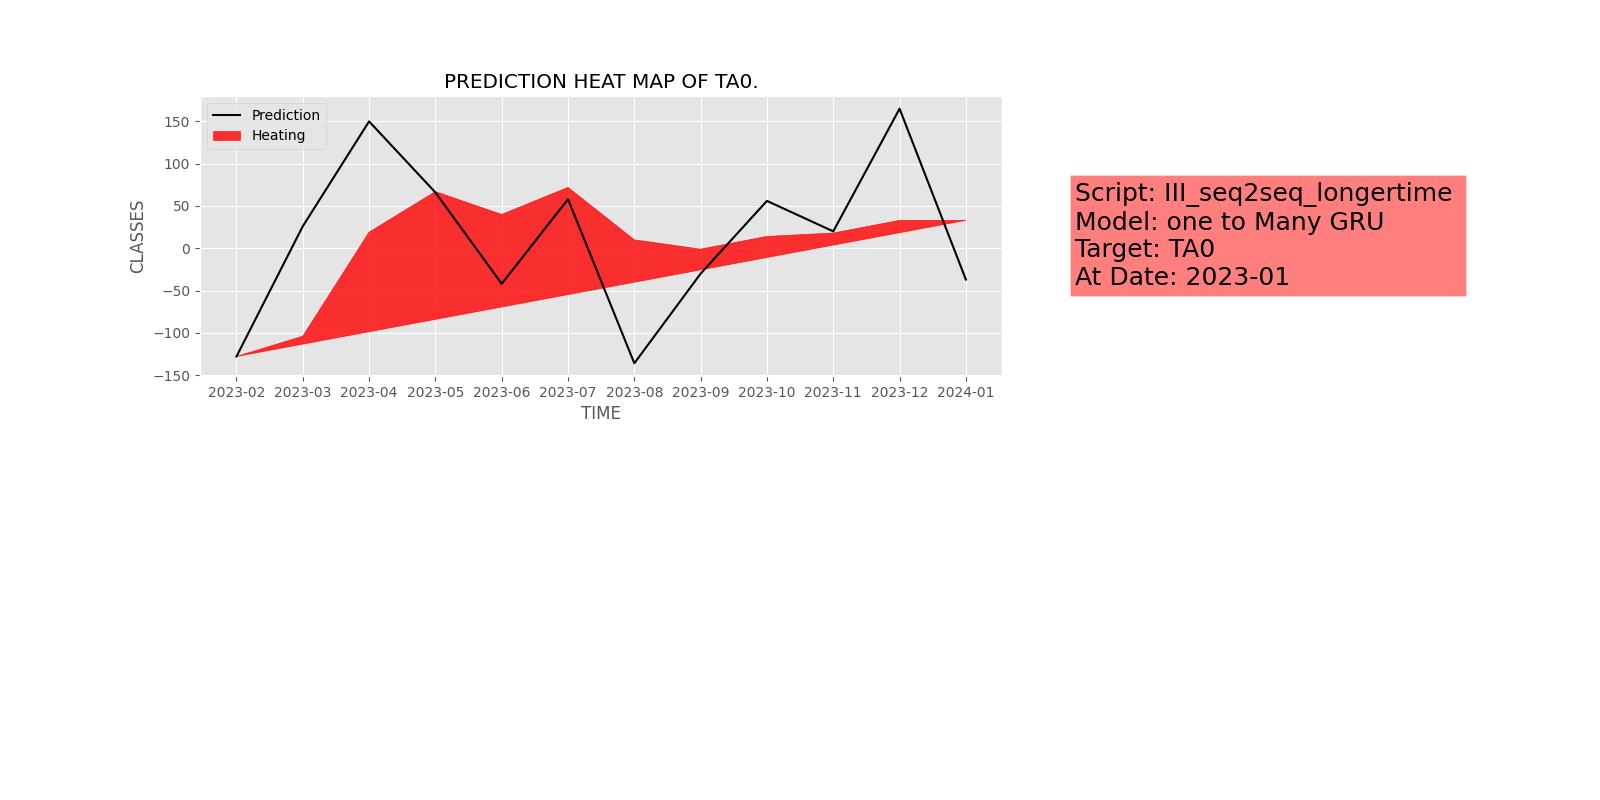 PREDICTION HEAT MAP OF TA0.
Prediction
Heating
CLASSES
150
100
50
0
−50
−100
−150
2023-02 2023-03 2023-04 2023-05 2023-06 2023-07 2023-08 2023-09 2023-10 2023-11 2023-12 2024-01
TIME
Script: III_seq2seq_longertime
Model: one to Many GRU
Target: TA0
At Date: 2023-01